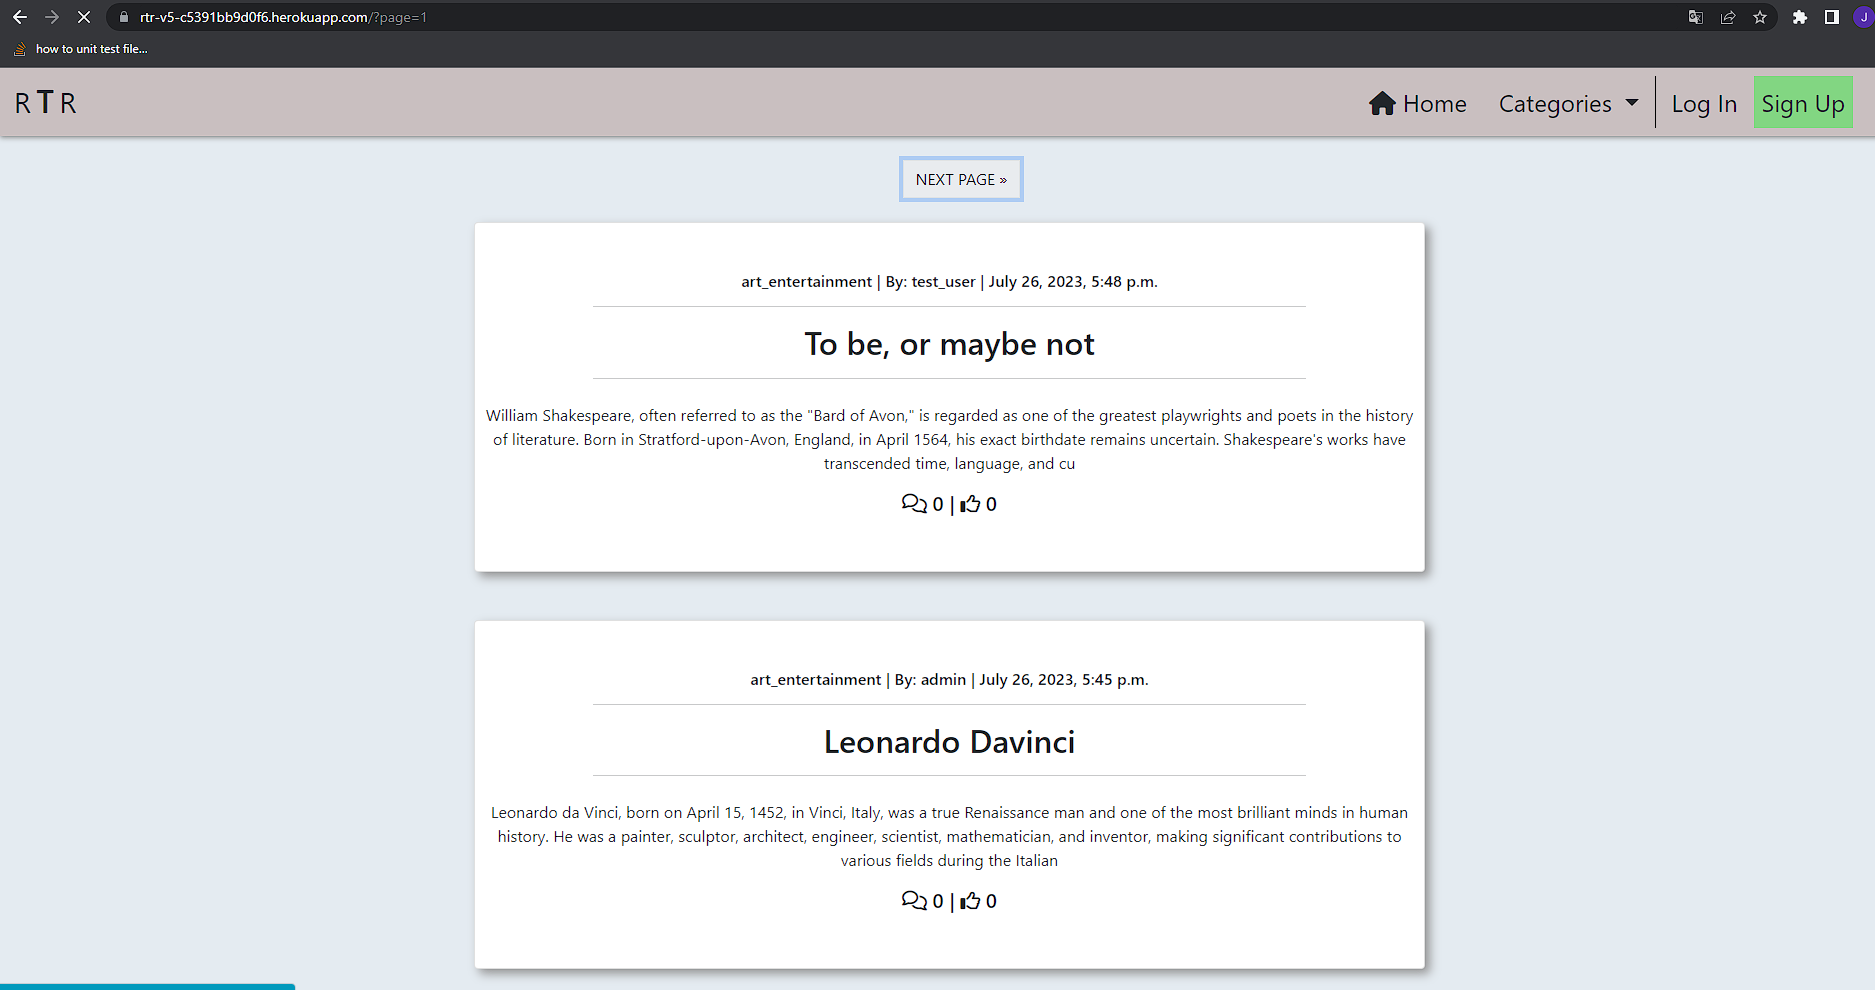 rtr-v5-c5391bb9d0f6.herokuapp.com/?page=1
J
how to unit test file...
R T R
Home Categories Log In Sign Up
NEXT PAGE »
art_entertainment | By: test_user | July 26, 2023, 5:48 p.m.
To be, or maybe not
William Shakespeare, often referred to as the "Bard of Avon," is regarded as one of the greatest playwrights and poets in the history
of literature. Born in Stratford-upon-Avon, England, in April 1564, his exact birthdate remains uncertain. Shakespeare's works have
transcended time, language, and cu
0 | 0
art_entertainment | By: admin | July 26, 2023, 5:45 p.m.
Leonardo Davinci
Leonardo da Vinci, born on April 15, 1452, in Vinci, Italy, was a true Renaissance man and one of the most brilliant minds in human
history. He was a painter, sculptor, architect, engineer, scientist, mathematician, and inventor, making significant contributions to
various fields during the Italian
0 | 0